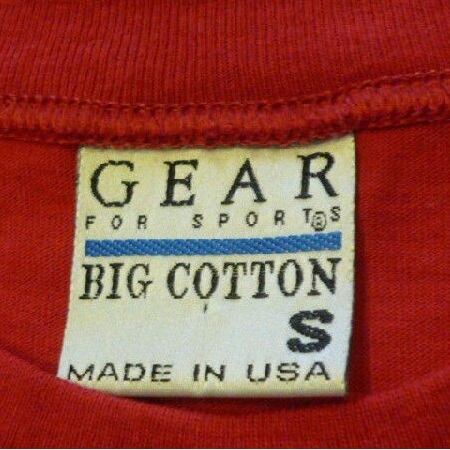 GEAR
FOR SPORTS®
BIG COTTON
S
MADE IN USA